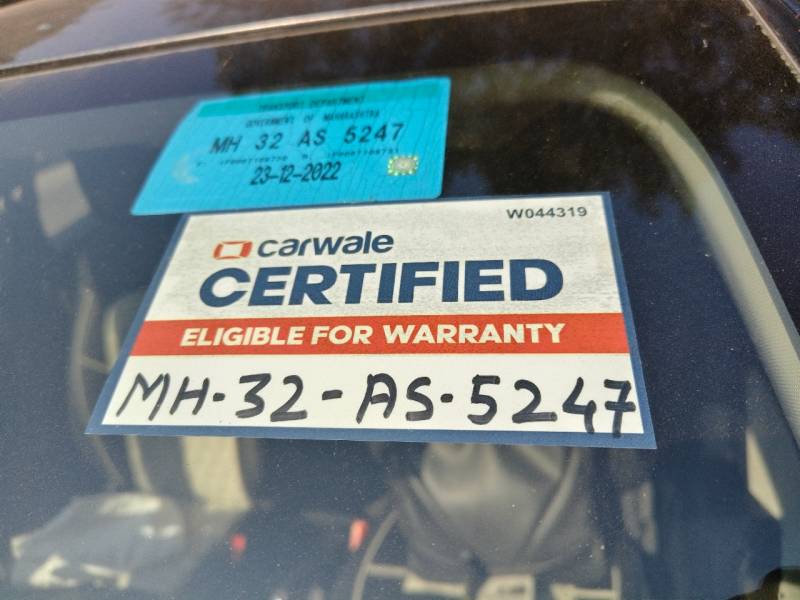 TRANSPORT DEPARTMENT
GOVERNMENT OF MAHARASHTRA
MH 32 AS 5247
23-12-2022
W044319
carwale
CERTIFIED
ELIGIBLE FOR WARRANTY
MH-32-AS-5247